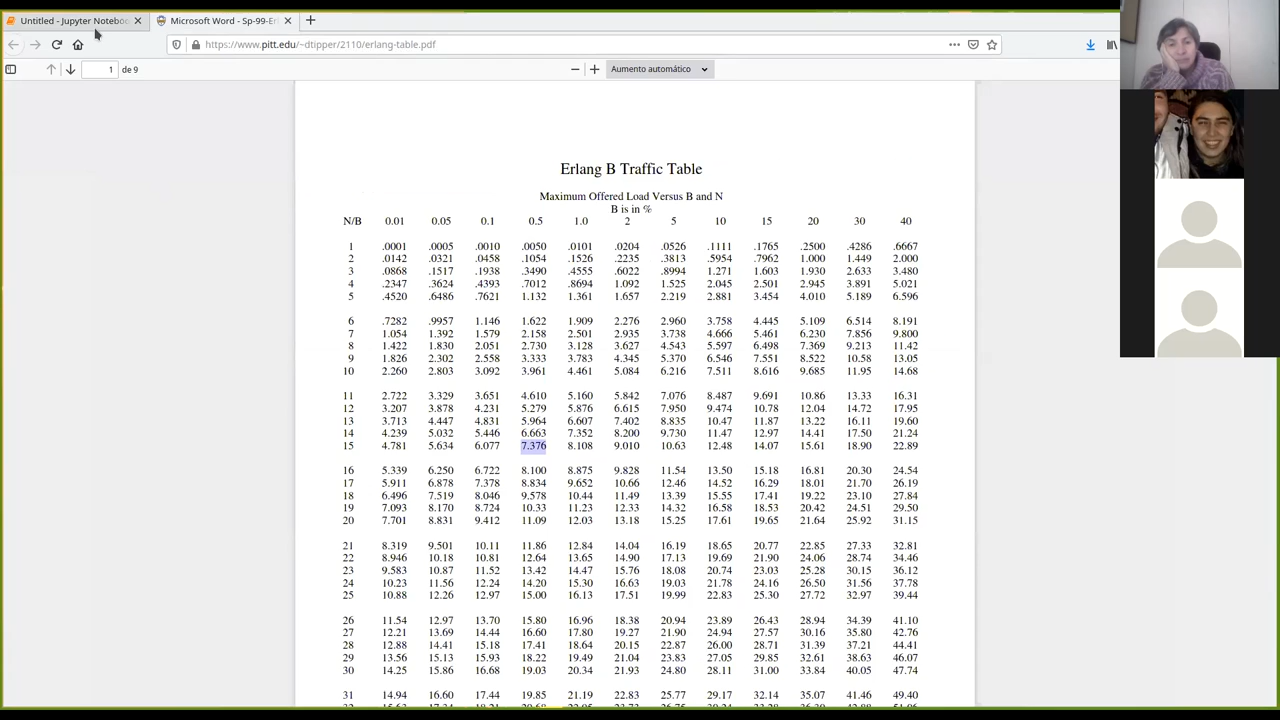 Untitled - Jupyter Noteboo
Microsoft Word - Sp-99-Er
https://www.pitt.edu/~dtipper/2110/erlang-table.pdf
1 de 9
Aumento automático
Erlang B Traffic Table
Maximum Offered Load Versus B and N
B is in %
N/B 0.01 0.05 0.1 0.5 1.0 2 5 10 15 20 30 40
1 .0001 .0005 .0010 .0050 .0101 .0204 .0526 .1111 .1765 .2500 .4286 .6667
2 .0142 .0321 .0458 .1054 .1526 .2235 .3813 .5954 .7962 1.000 1.449 2.000
3 .0868 .1517 .1938 .3490 .4555 .6022 .8994 1.271 1.603 1.930 2.633 3.480
4 .2347 .3624 .4393 .7012 .8694 1.092 1.525 2.045 2.501 2.945 3.891 5.021
5 .4520 .6486 .7621 1.132 1.361 1.657 2.219 2.881 3.454 4.010 5.189 6.596
6 .7282 .9957 1.146 1.622 1.909 2.276 2.960 3.758 4.445 5.109 6.514 8.191
7 1.054 1.392 1.579 2.158 2.501 2.935 3.738 4.666 5.461 6.230 7.856 9.800
8 1.422 1.830 2.051 2.730 3.128 3.627 4.543 5.597 6.498 7.369 9.213 11.42
9 1.826 2.302 2.558 3.333 3.783 4.345 5.370 6.546 7.551 8.522 10.58 13.05
10 2.260 2.803 3.092 3.961 4.461 5.084 6.216 7.511 8.616 9.685 11.95 14.68
11 2.722 3.329 3.651 4.610 5.160 5.842 7.076 8.487 9.691 10.86 13.33 16.31
12 3.207 3.878 4.231 5.279 5.876 6.615 7.950 9.474 10.78 12.04 14.72 17.95
13 3.713 4.447 4.831 5.964 6.607 7.402 8.835 10.47 11.87 13.22 16.11 19.60
14 4.239 5.032 5.446 6.663 7.352 8.200 9.730 11.47 12.97 14.41 17.50 21.24
15 4.781 5.634 6.077 7.376 8.108 9.010 10.63 12.48 14.07 15.61 18.90 22.89
16 5.339 6.250 6.722 8.100 8.875 9.828 11.54 13.50 15.18 16.81 20.30 24.54
17 5.911 6.878 7.378 8.834 9.652 10.66 12.46 14.52 16.29 18.01 21.70 26.19
18 6.496 7.519 8.046 9.578 10.44 11.49 13.39 15.55 17.41 19.22 23.10 27.84
19 7.093 8.170 8.724 10.33 11.23 12.33 14.32 16.58 18.53 20.42 24.51 29.50
20 7.701 8.831 9.412 11.09 12.03 13.18 15.25 17.61 19.65 21.64 25.92 31.15
21 8.319 9.501 10.11 11.86 12.84 14.04 16.19 18.65 20.77 22.85 27.33 32.81
22 8.946 10.18 10.81 12.64 13.65 14.90 17.13 19.69 21.90 24.06 28.74 34.46
23 9.583 10.87 11.52 13.42 14.47 15.76 18.08 20.74 23.03 25.28 30.15 36.12
24 10.23 11.56 12.24 14.20 15.30 16.63 19.03 21.78 24.16 26.50 31.56 37.78
25 10.88 12.26 12.97 15.00 16.13 17.51 19.99 22.83 25.30 27.72 32.97 39.44
26 11.54 12.97 13.70 15.80 16.96 18.38 20.94 23.89 26.43 28.94 34.39 41.10
27 12.21 13.69 14.44 16.60 17.80 19.27 21.90 24.94 27.57 30.16 35.80 42.76
28 12.88 14.41 15.18 17.41 18.64 20.15 22.87 26.00 28.71 31.39 37.21 44.41
29 13.56 15.13 15.93 18.22 19.49 21.04 23.83 27.05 29.85 32.61 38.63 46.07
30 14.25 15.86 16.68 19.03 20.34 21.93 24.80 28.11 31.00 33.84 40.05 47.74
31 14.94 16.60 17.44 19.85 21.19 22.83 25.77 29.17 32.14 35.07 41.46 49.40